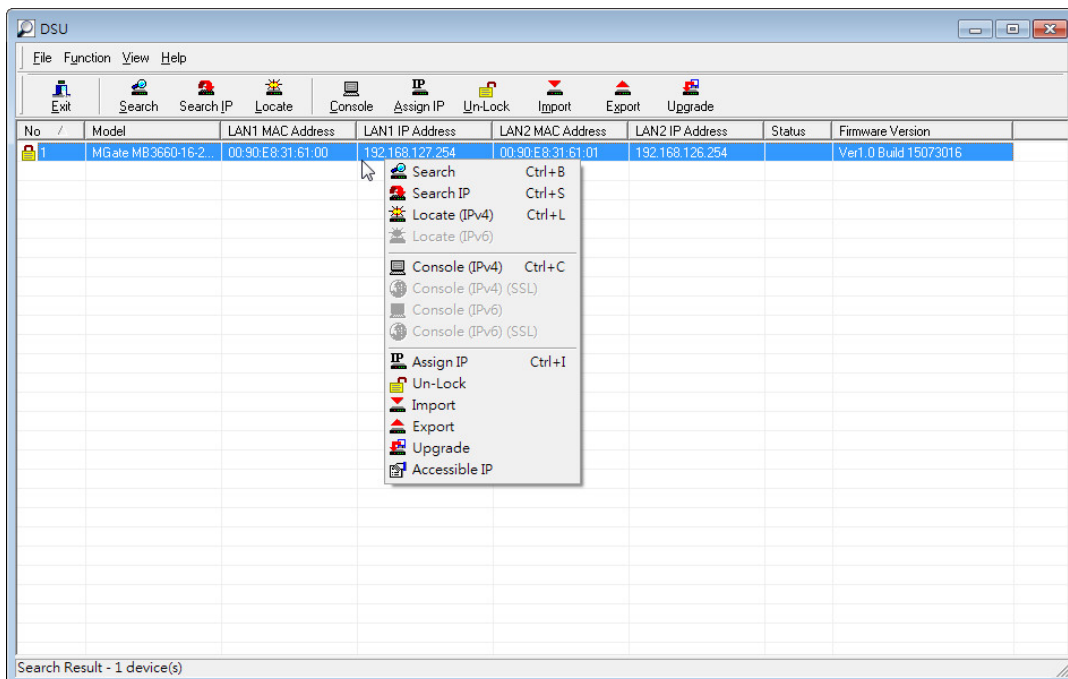 DSU
File Function View Help
Exit Search Search IP Locate Console Assign IP Un-Lock Import Export Upgrade
No / Model LAN1 MAC Address LAN1 IP Address LAN2 MAC Address LAN2 IP Address Status Firmware Version
1 MGate MB3660-16-2... 00:90:E8:31:61:00 192.168.127.254 00:90:E8:31:61:01 192.168.126.254 Ver1.0 Build 15073016
Search Ctrl+B
Search IP Ctrl+S
Locate (IPv4) Ctrl+L
Locate (IPv6)
Console (IPv4) Ctrl+C
Console (IPv4) (SSL)
Console (IPv6)
Console (IPv6) (SSL)
IP Assign IP Ctrl+I
Un-Lock
Import
Export
Upgrade
Accessible IP
Search Result - 1 device(s)